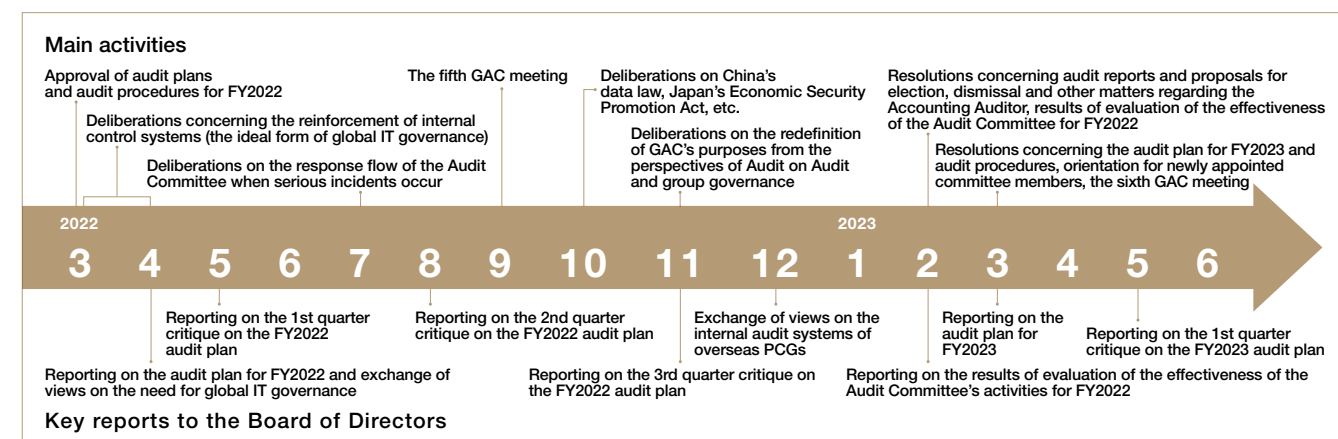 Main activities
Approval of audit plans
and audit procedures for FY2022
Deliberations concerning the reinforcement of internal
control systems (the ideal form of global IT governance)
Deliberations on the response flow of the Audit
Committee when serious incidents occur
The fifth GAC meeting
Deliberations on China's
data law, Japan's Economic Security
Promotion Act, etc.
Deliberations on the redefinition
of GAC's purposes from the
perspectives of Audit on Audit
and group governance
Resolutions concerning audit reports and proposals for
election, dismissal and other matters regarding the
Accounting Auditor, results of evaluation of the effectiveness
of the Audit Committee for FY2022
Resolutions concerning the audit plan for FY2023 and
audit procedures, orientation for newly appointed
committee members, the sixth GAC meeting
2022 2023
3 4 5 6 7 8 9 10 11 12 1 2 3 4 5 6
Reporting on the 1st quarter
critique on the FY2022
audit plan
Reporting on the audit plan for FY2022 and exchange of
views on the need for global IT governance
Reporting on the 2nd quarter
critique on the FY2022 audit plan
Reporting on the 3rd quarter critique on
the FY2022 audit plan
Exchange of views on the
internal audit systems of
overseas PCGs
Reporting on the
audit plan for
FY2023
Reporting on the 1st quarter
critique on the FY2023 audit plan
Reporting on the results of evaluation of the effectiveness of the
Audit Committee's activities for FY2022
Key reports to the Board of Directors